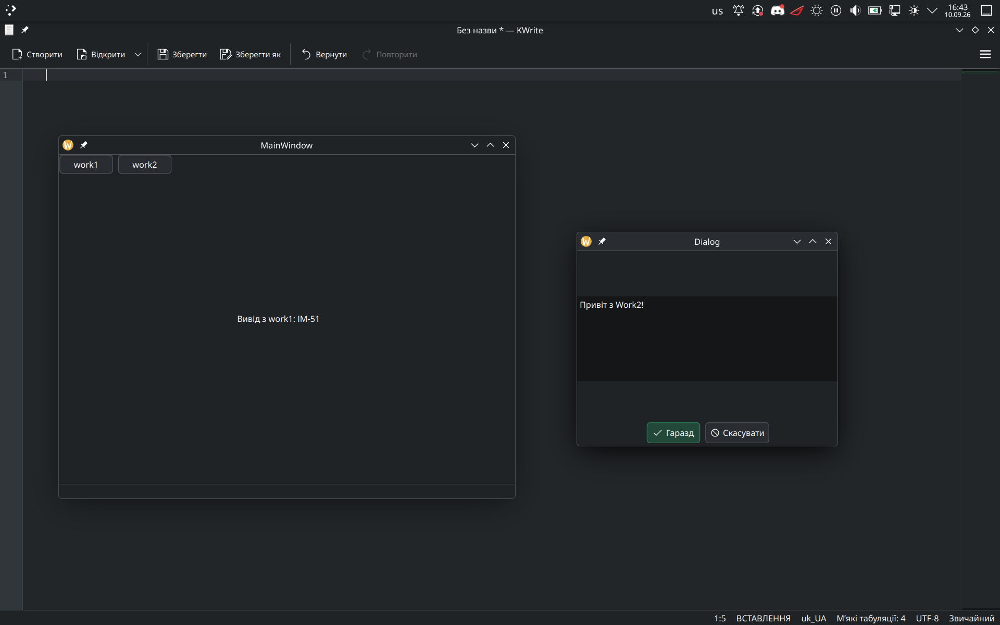 us
16:43
10.09.26
Без назви * — KWrite
Створити Відкрити Зберегти Зберегти як Вернути Повторити
1
MainWindow
work1 work2
Вивід з work1: ІМ-51
Dialog
Привіт з Work2!
Гаразд Скасувати
1:5 ВСТАВЛЕННЯ uk_UA М’які табуляції: 4 UTF-8 Звичайний